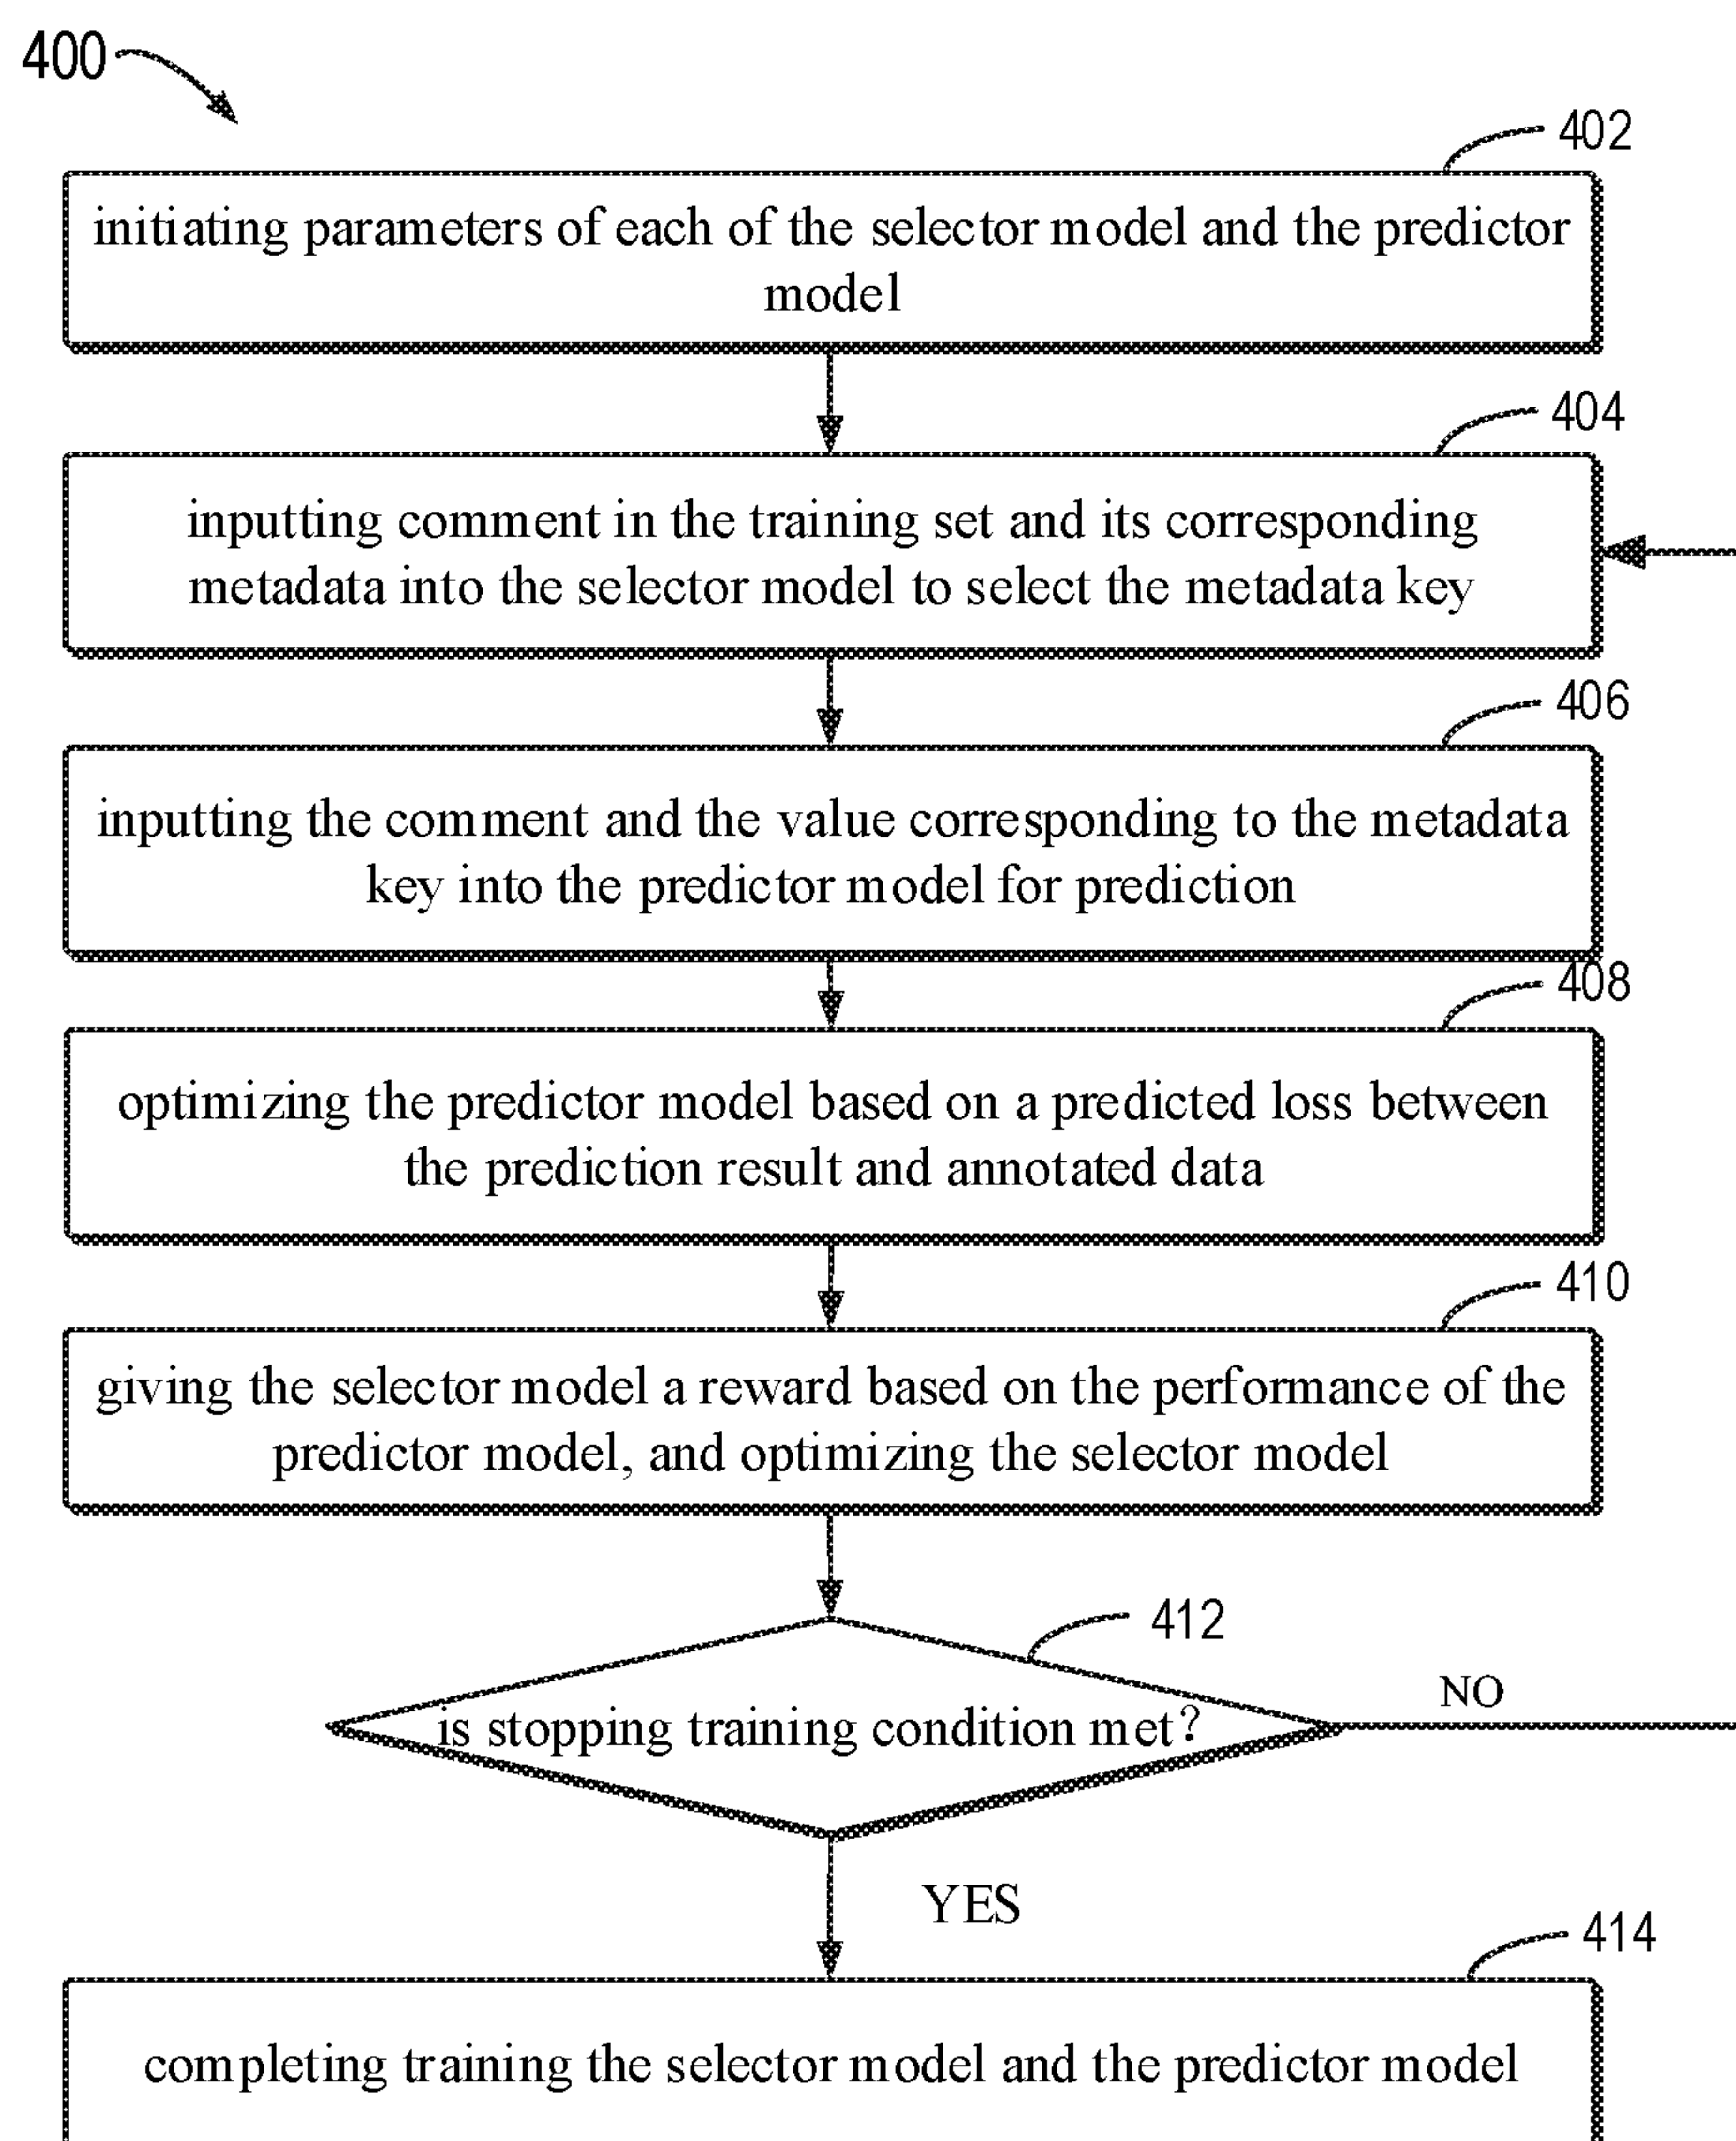 400
402
initiating parameters of each of the selector model and the predictor
model
404
inputting comment in the training set and its corresponding
metadata into the selector model to select the metadata key
406
inputting the comment and the value corresponding to the metadata
key into the predictor model for prediction
408
optimizing the predictor model based on a predicted loss between
the prediction result and annotated data
410
giving the selector model a reward based on the performance of the
predictor model, and optimizing the selector model
412
is stopping training condition met?
NO
YES
414
completing training the selector model and the predictor model